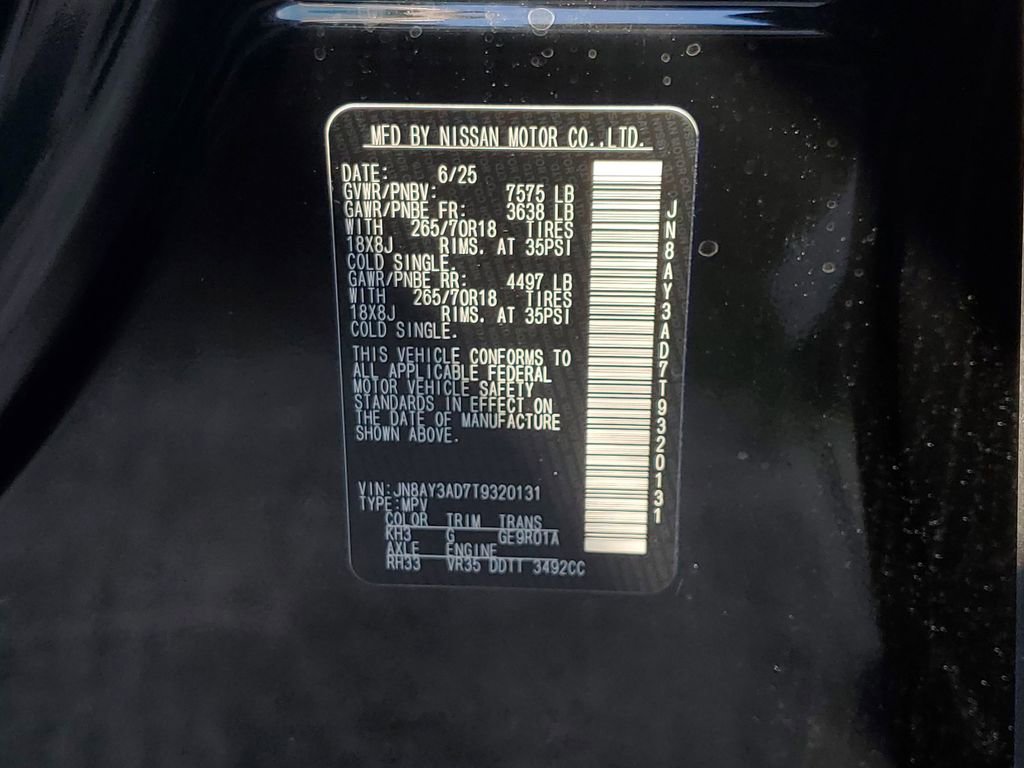 MFD BY NISSAN MOTOR CO.,LTD.
DATE: 6/25
GVWR/PNBV: 7575 LB
GAWR/PNBE FR: 3638 LB
WITH 265/70R18 TIRES
18X8J RIMS. AT 35PSI
COLD SINGLE.
GAWR/PNBE RR: 4497 LB
WITH 265/70R18 TIRES
18X8J RIMS. AT 35PSI
COLD SINGLE.
THIS VEHICLE CONFORMS TO
ALL APPLICABLE FEDERAL
MOTOR VEHICLE SAFETY
STANDARDS IN EFFECT ON
THE DATE OF MANUFACTURE
SHOWN ABOVE.
VIN:JN8AY3AD7T9320131
TYPE:MPV
COLOR TRIM TRANS
KH3 G GE9R01A
AXLE ENGINE
RH33 VR35 DDTT 3492CC
JN8AY3AD7T9320131